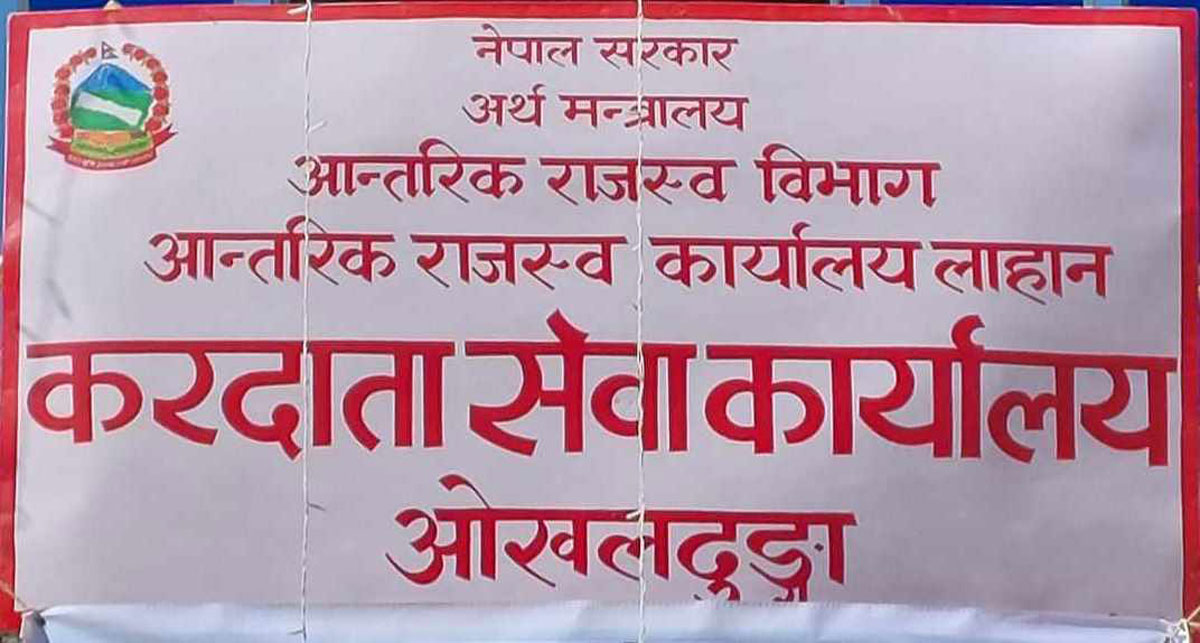 नेपाल सरकार
अर्थ मन्त्रालय
आन्तरिक राजस्व विभाग
आन्तरिक राजस्व कार्यालय लाहान
करदाता सेवा कार्यालय
ओखलढुङ्गा